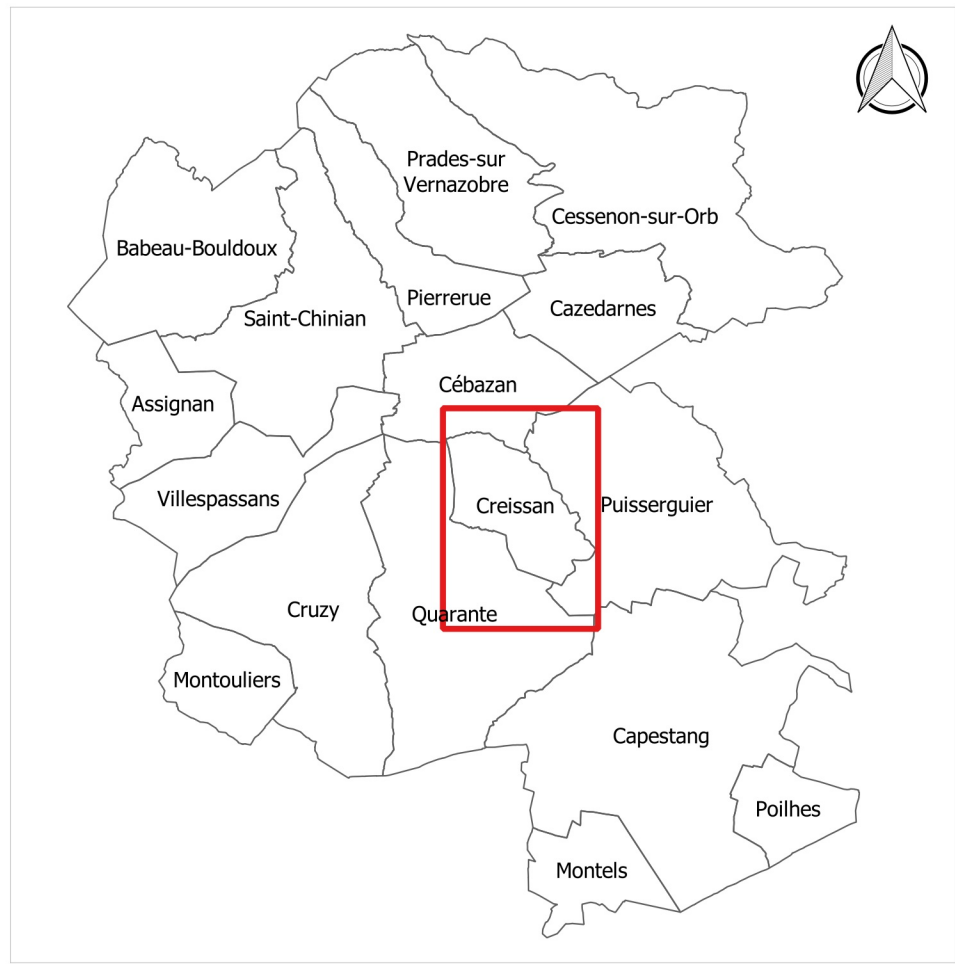 Prades-sur
Vernazobre
Cessenon-sur-Orb
Babeau-Bouldoux
Pierrerue
Cazedarnes
Saint-Chinian
Cébazan
Assignan
Villespassans
Creissan
Puisserguier
Cruzy
Quarante
Montouliers
Capestang
Poilhes
Montels